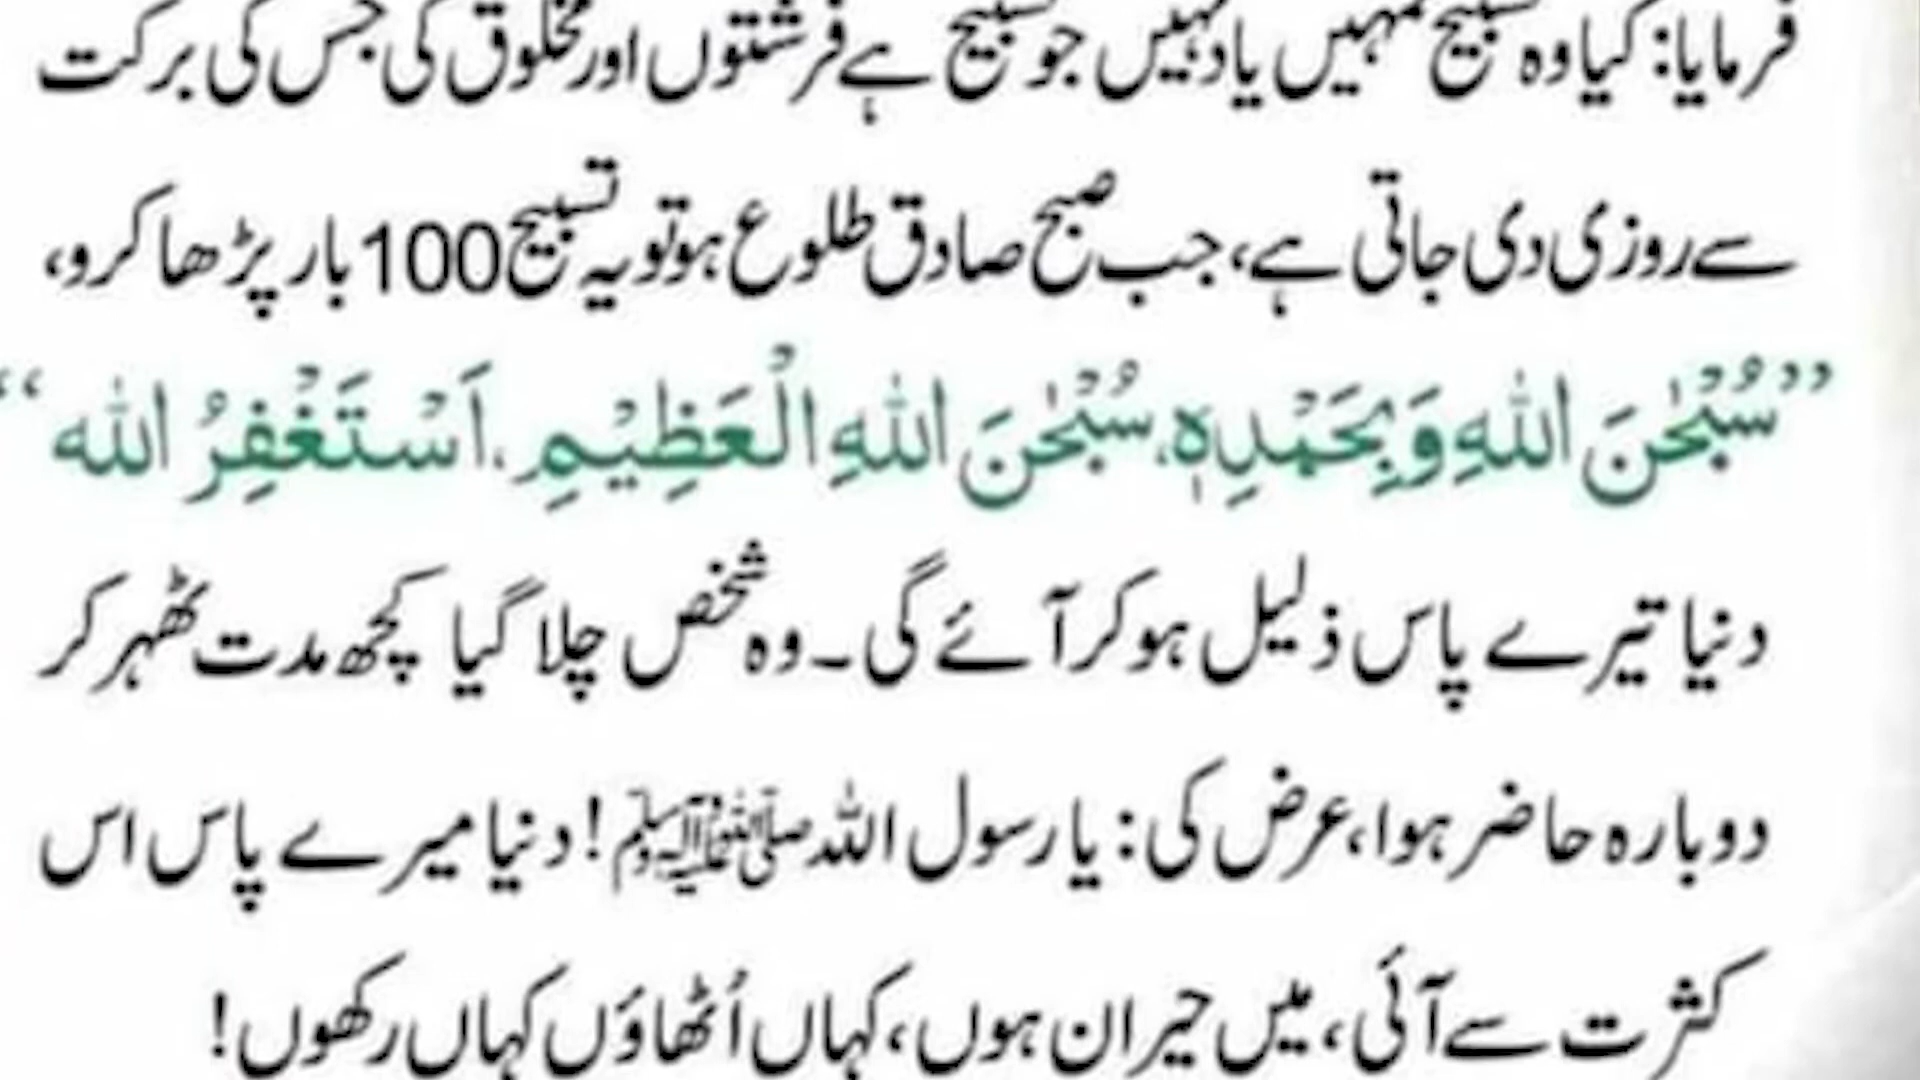 فرمایا: کیا وہ تسبیح تمہیں یاد نہیں جو تسبیح ہے فرشتوں اور مخلوق کی جس کی برکت
سے روزی دی جاتی ہے، جب صبح صادق طلوع ہو تو یہ تسبیح 100 بار پڑھا کرو،
”سُبْحٰنَ اللهِ وَبِحَمْدِهٖ، سُبْحٰنَ اللهِ الْعَظِيْمِ، اَسْتَغْفِرُ الله“
دنیا تیرے پاس ذلیل ہو کر آئے گی۔ وہ شخص چلا گیا کچھ مدت ٹھہر کر
دوبارہ حاضر ہوا، عرض کی: یا رسول اللہ ﷺ! دنیا میرے پاس اس
کثرت سے آئی، میں حیران ہوں، کہاں اُٹھاؤں کہاں رکھوں!